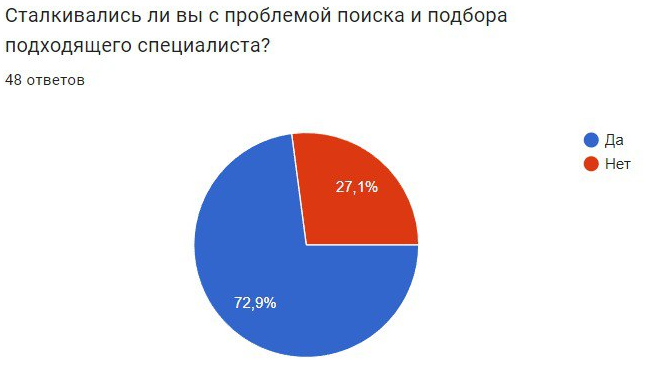 Сталкивались ли вы с проблемой поиска и подбора
подходящего специалиста?
48 ответов
Да
Нет
27,1%
72,9%